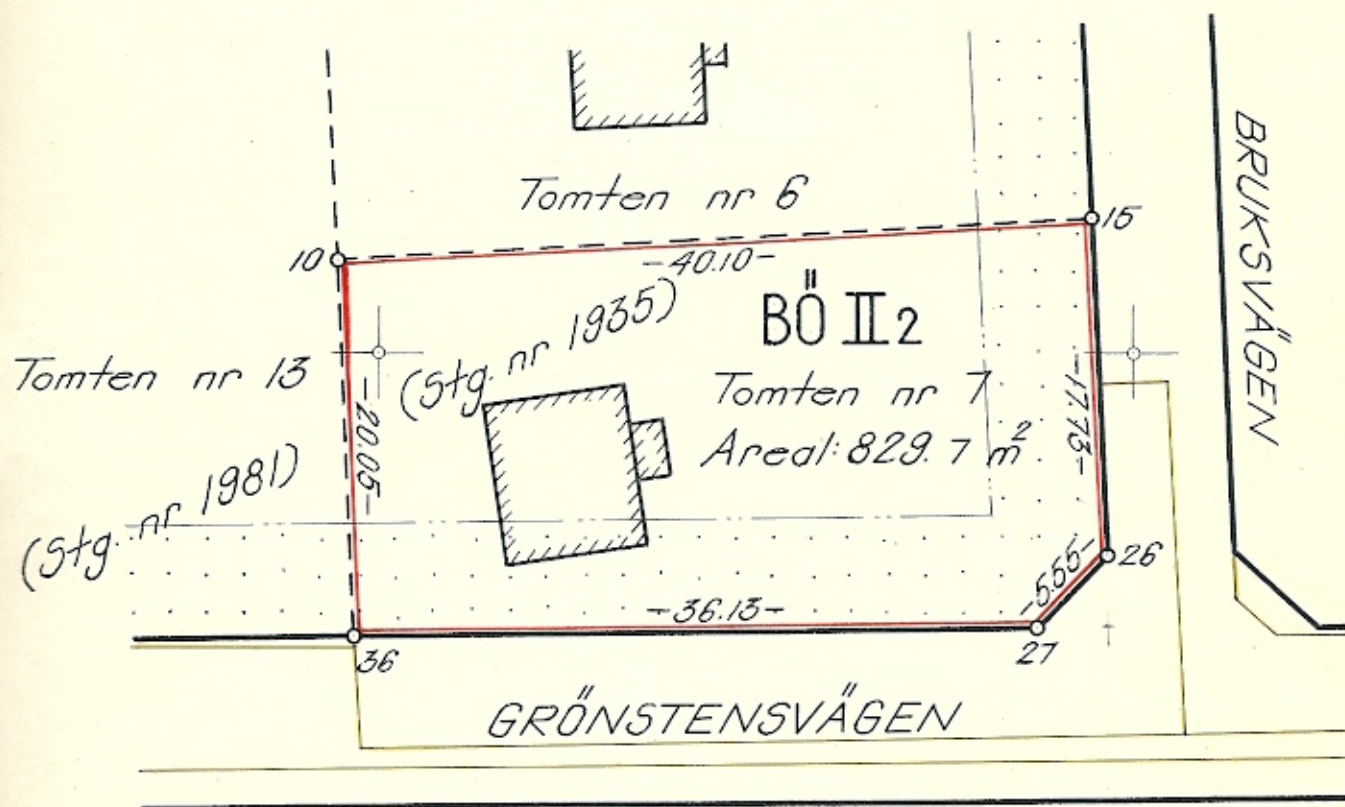 Tomten nr 6
10
15
-40.10-
BRUKSVÄGEN
(Stg. nr 1935)
BÖ II 2
Tomten nr 13
-20.05-
Tomten nr 7
-17.73-
Areal: 829.7 m²
(Stg. nr 1981)
26
-5.55-
-36.13-
36
27
GRÖNSTENSVÄGEN